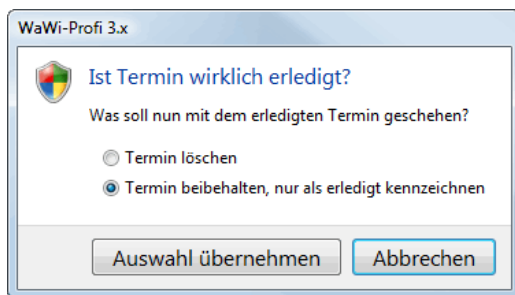 WaWi-Profi 3.x
Ist Termin wirklich erledigt?
Was soll nun mit dem erledigten Termin geschehen?
Termin löschen
Termin beibehalten, nur als erledigt kennzeichnen
Auswahl übernehmen Abbrechen